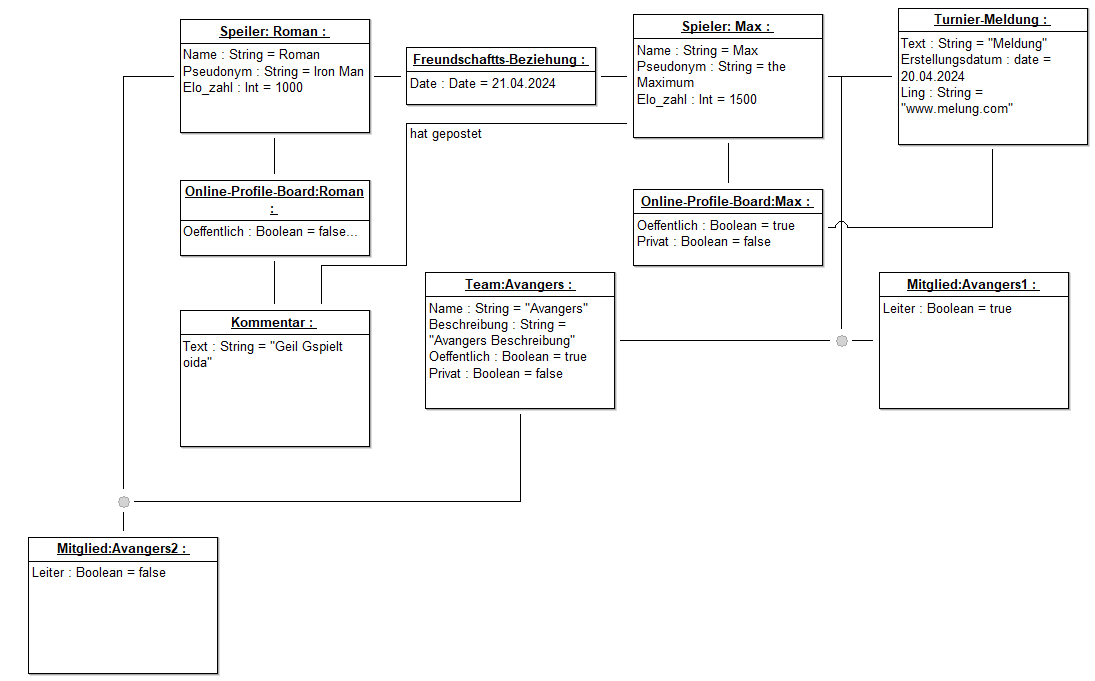 Speiler: Roman :
Name : String = Roman
Pseudonym : String = Iron Man
Elo_zahl : Int = 1000
Freundschaftts-Beziehung :
Date : Date = 21.04.2024
Spieler: Max :
Name : String = Max
Pseudonym : String = the
Maximum
Elo_zahl : Int = 1500
Turnier-Meldung :
Text : String = "Meldung"
Erstellungsdatum : date =
20.04.2024
Ling : String =
"www.melung.com"
hat gepostet
Online-Profile-Board:Roman
:
Oeffentlich : Boolean = false...
Online-Profile-Board:Max :
Oeffentlich : Boolean = true
Privat : Boolean = false
Kommentar :
Text : String = "Geil Gspielt
oida"
Team:Avangers :
Name : String = "Avangers"
Beschreibung : String =
"Avangers Beschreibung"
Oeffentlich : Boolean = true
Privat : Boolean = false
Mitglied:Avangers1 :
Leiter : Boolean = true
Mitglied:Avangers2 :
Leiter : Boolean = false